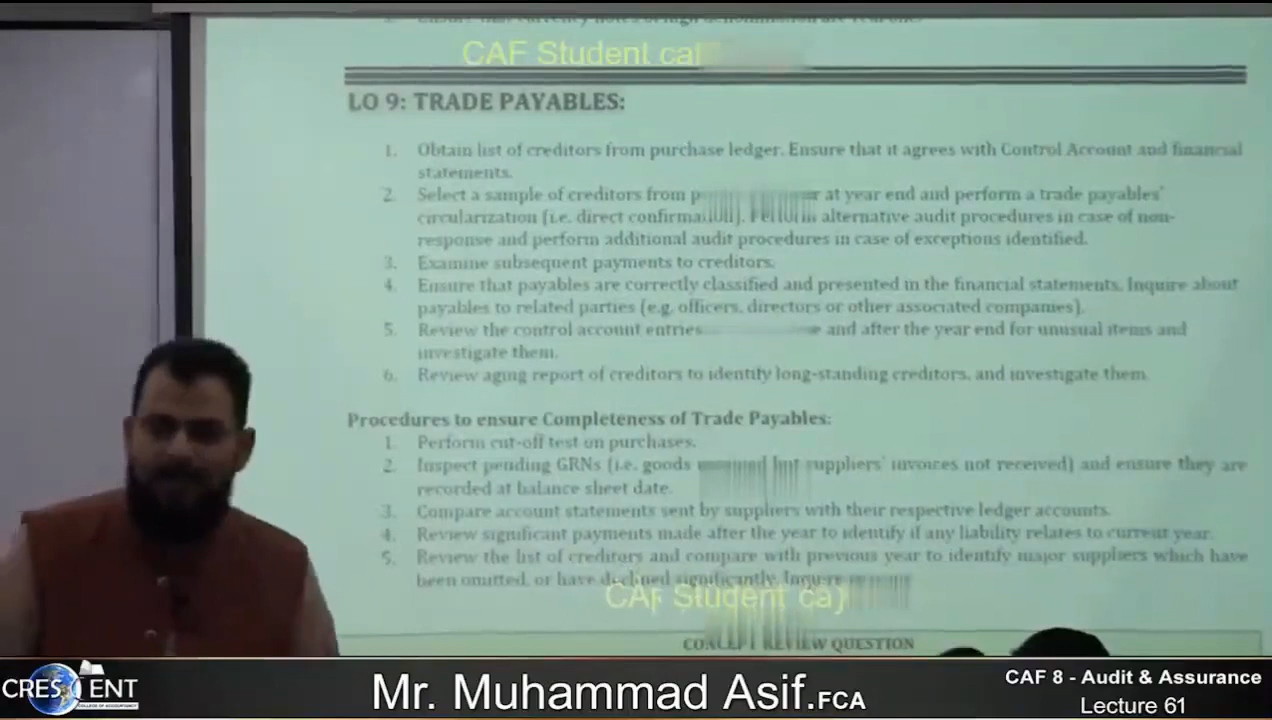 CAF Student ca
LO 9: TRADE PAYABLES:
1. Obtain list of creditors from purchase ledger. Ensure that it agrees with Control Account and financial
statements.
2. Select a sample of creditors from at year end and perform a trade payables'
circularization (i.e. direct confirmation). Perform alternative audit procedures in case of non-
response and perform additional audit procedures in case of exceptions identified.
3. Examine subsequent payments to creditors.
4. Ensure that payables are correctly classified and presented in the financial statements. Inquire about
payables to related parties (e.g. officers, directors or other associated companies).
5. Review the control account entries and after the year end for unusual items and
investigate them.
6. Review aging report of creditors to identify long-standing creditors, and investigate them.
Procedures to ensure Completeness of Trade Payables:
1. Perform cut-off test on purchases.
2. Inspect pending GRNs (i.e. goods suppliers' invoices not received) and ensure they are
recorded at balance sheet date.
3. Compare account statements sent by suppliers with their respective ledger accounts.
4. Review significant payments made after the year to identify if any liability relates to current year.
5. Review the list of creditors and compare with previous year to identify major suppliers which have
been omitted, or have declined significantly. Inquire
CAF Student ca
CONCEPT REVIEW QUESTION
CRESCENT
COLLEGE OF ACCOUNTANCY
Mr. Muhammad Asif.FCA
CAF 8 - Audit & Assurance
Lecture 61